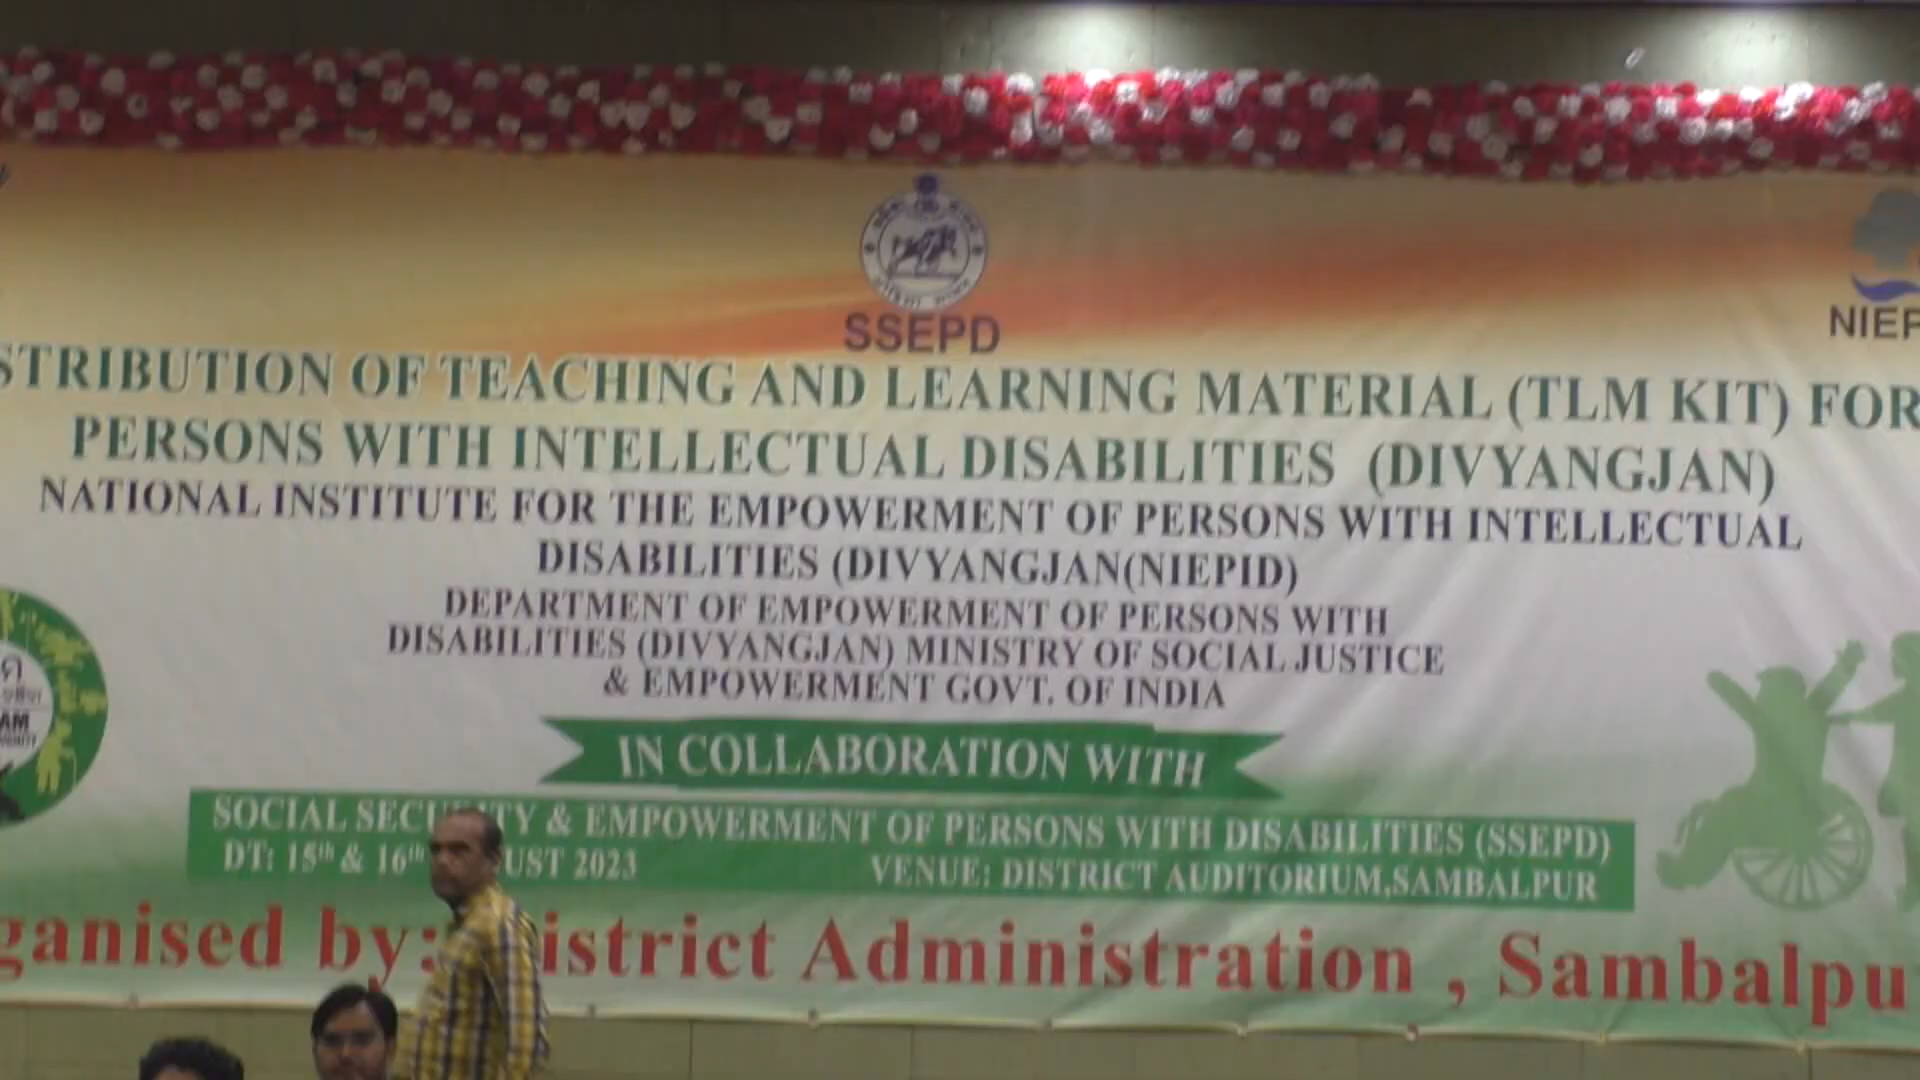 SSEPD
NIEP
STRIBUTION OF TEACHING AND LEARNING MATERIAL (TLM KIT) FOR
PERSONS WITH INTELLECTUAL DISABILITIES (DIVYANGJAN)
NATIONAL INSTITUTE FOR THE EMPOWERMENT OF PERSONS WITH INTELLECTUAL
DISABILITIES (DIVYANGJAN(NIEPID)
DEPARTMENT OF EMPOWERMENT OF PERSONS WITH
DISABILITIES (DIVYANGJAN) MINISTRY OF SOCIAL JUSTICE
& EMPOWERMENT GOVT. OF INDIA
AM
IN COLLABORATION WITH
SOCIAL SECU TY & EMPOWERMENT OF PERSONS WITH DISABILITIES (SSEPD)
DT: 15th & 16th UST 2023 VENUE: DISTRICT AUDITORIUM,SAMBALPUR
ganised by: istrict Administration , Sambalpu